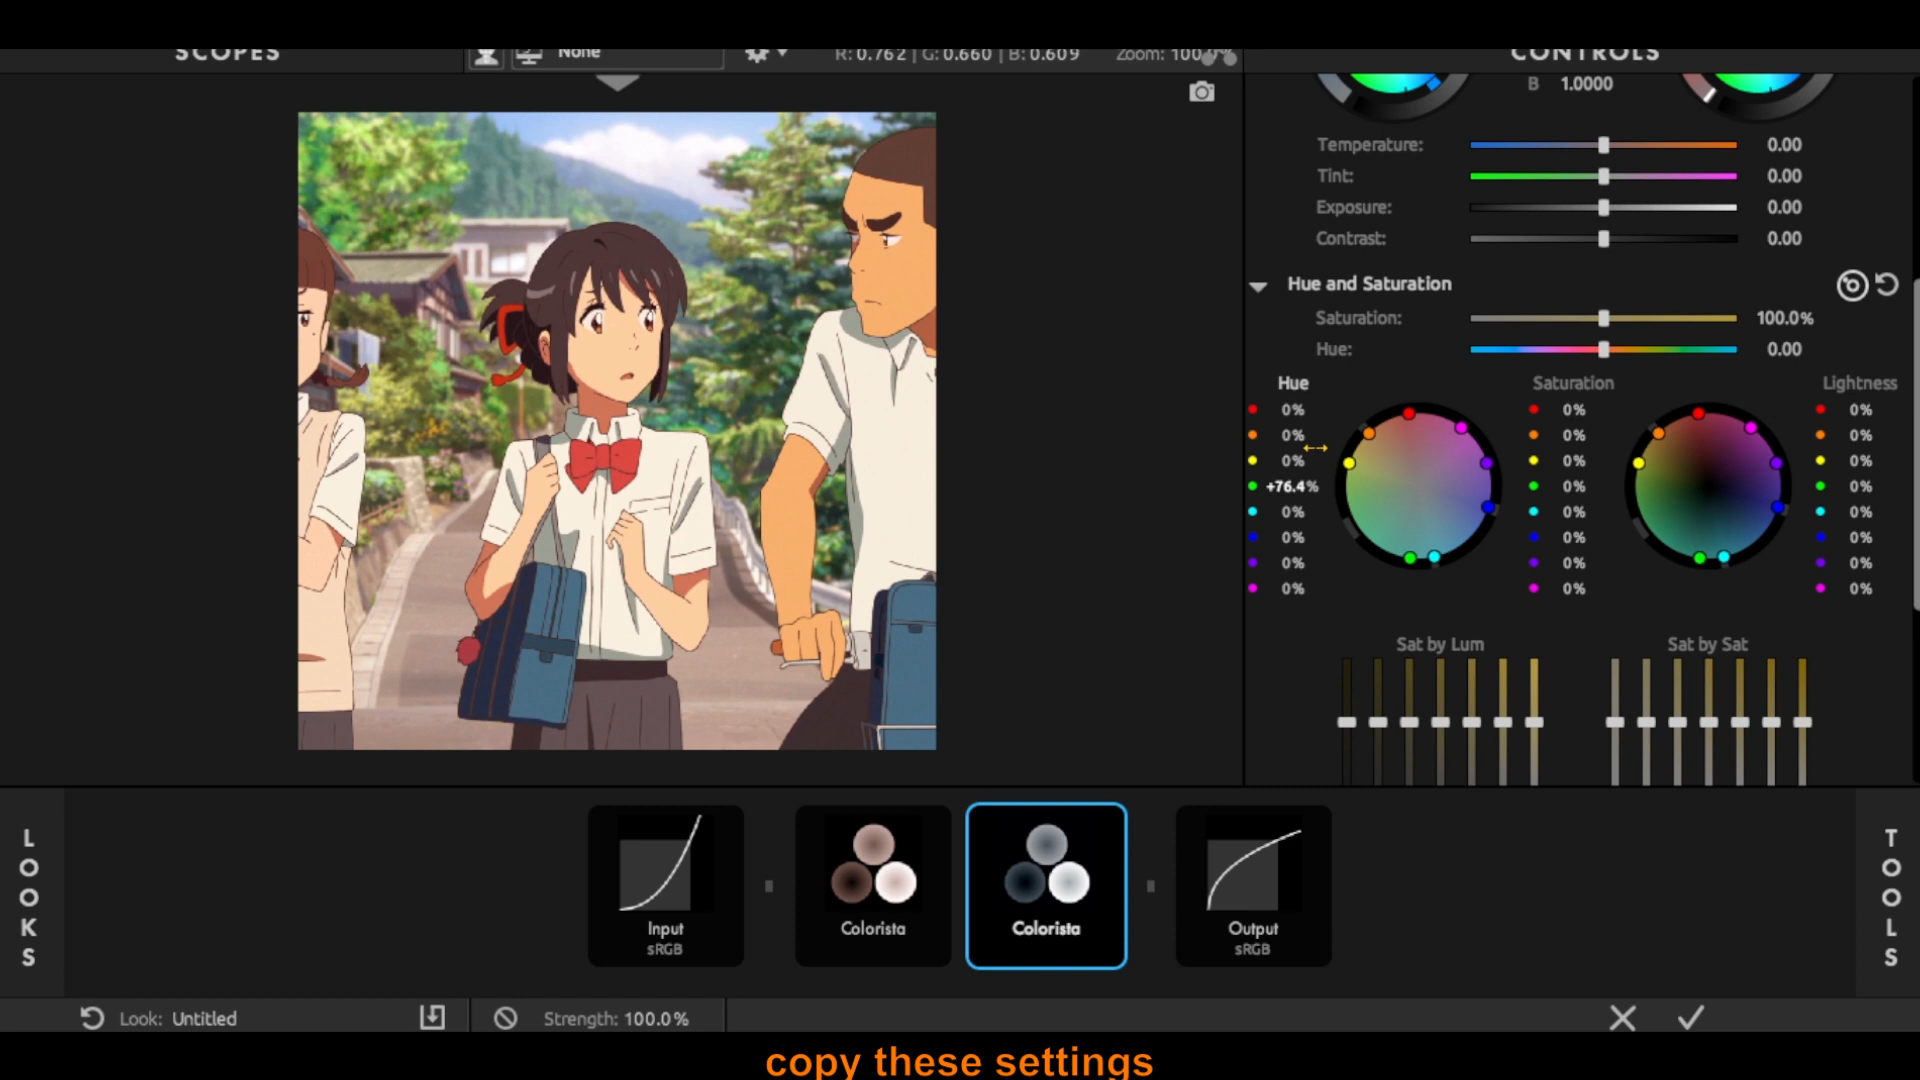 SCOPES
None
R: 0.762 | G: 0.660 | B: 0.609
Zoom: 100.0%
CONTROLS
B 1.0000
Temperature: 0.00
Tint: 0.00
Exposure: 0.00
Contrast: 0.00
Hue and Saturation
Saturation: 100.0%
Hue: 0.00
Hue Saturation Lightness
0% 0% 0%
0% 0% 0%
0% 0% 0%
+76.4% 0% 0%
0% 0% 0%
0% 0% 0%
0% 0% 0%
0% 0% 0%
Sat by Lum Sat by Sat
LOOKS
Input
sRGB
Colorista
Colorista
Output
sRGB
TOOLS
Look: Untitled
Strength: 100.0%
copy these settings